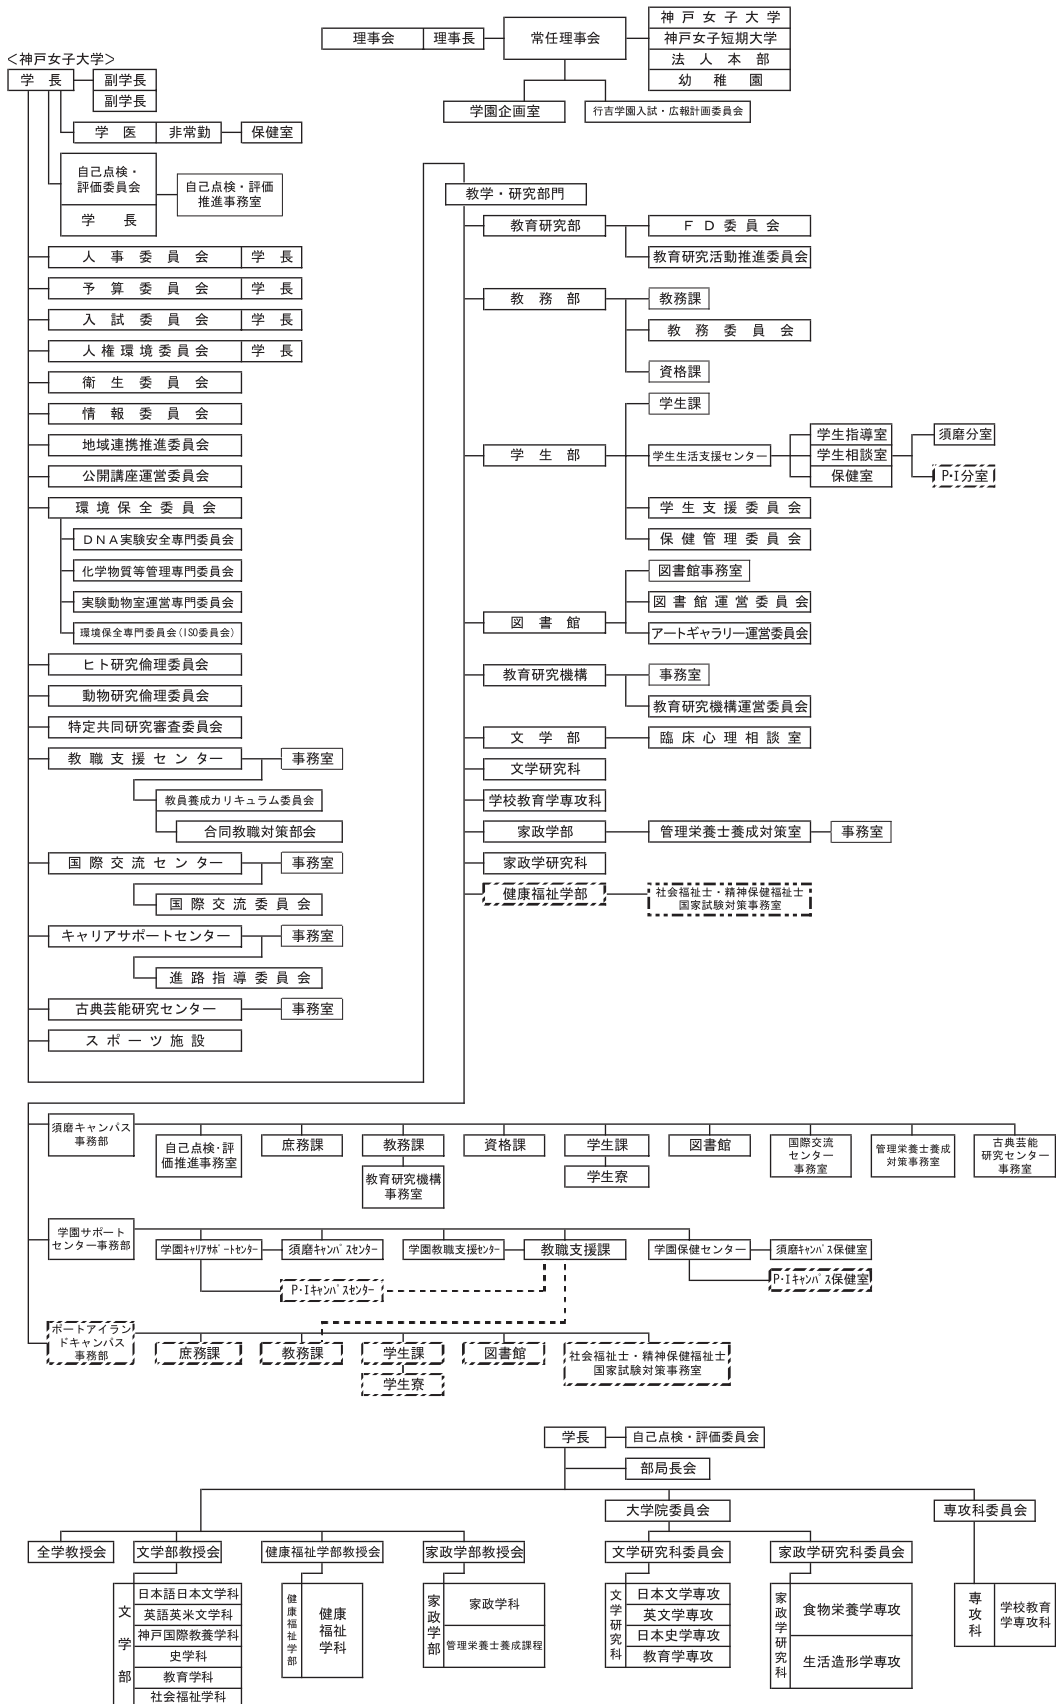 理事会 理事長 常任理事会
神戸女子大学
神戸女子短期大学
法人本部
幼稚園
学園企画室 行吉学園入試・広報計画委員会
<神戸女子大学>
学長 副学長
副学長
学医 非常勤 保健室
自己点検・
評価委員会
学長
自己点検・評価
推進事務室
人事委員会 学長
予算委員会 学長
入試委員会 学長
人権環境委員会 学長
衛生委員会
情報委員会
地域連携推進委員会
公開講座運営委員会
環境保全委員会
DNA実験安全専門委員会
化学物質等管理専門委員会
実験動物室運営専門委員会
環境保全専門委員会(ISO委員会)
ヒト研究倫理委員会
動物研究倫理委員会
特定共同研究審査委員会
教職支援センター 事務室
教員養成カリキュラム委員会
合同教職対策部会
国際交流センター 事務室
国際交流委員会
キャリアサポートセンター 事務室
進路指導委員会
古典芸能研究センター 事務室
スポーツ施設
教学・研究部門
教育研究部 FD委員会
教育研究活動推進委員会
教務部 教務課
教務委員会
資格課
学生課
学生部 学生生活支援センター
学生指導室
学生相談室
保健室
須磨分室
P・I分室
学生支援委員会
保健管理委員会
図書館事務室
図書館運営委員会
図書館 アートギャラリー運営委員会
教育研究機構 事務室
教育研究機構運営委員会
文学部 臨床心理相談室
文学研究科
学校教育学専攻科
家政学部 管理栄養士養成対策室 事務室
家政学研究科
健康福祉学部 社会福祉士・精神保健福祉士
国家試験対策事務室
須磨キャンパス
事務部
自己点検・評
価推進事務室
庶務課
教務課
教育研究機構
事務室
資格課
学生課
学生寮
図書館
国際交流
センター
事務室
管理栄養士養成
対策事務室
古典芸能
研究センター
事務室
学園サポート
センター事務部
学園キャリアサポートセンター 須磨キャンパスセンター 学園教職支援センター 教職支援課 学園保健センター 須磨キャンパス保健室
P・Iキャンパスセンター P・Iキャンパス保健室
ポートアイラン
ドキャンパス
事務部
庶務課 教務課 学生課 図書館
社会福祉士・精神保健福祉士
国家試験対策事務室
学生寮
学長 自己点検・評価委員会
部局長会
大学院委員会 専攻科委員会
全学教授会 文学部教授会 健康福祉学部教授会 家政学部教授会 文学研究科委員会 家政学研究科委員会
文学部
日本語日本文学科
英語英米文学科
神戸国際教養学科
史学科
教育学科
社会福祉学科
健康福祉学部
健康
福祉
学科
家政学部
家政学科
管理栄養士養成課程
文学研究科
日本文学専攻
英文学専攻
日本史学専攻
教育学専攻
家政学研究科
食物栄養学専攻
生活造形学専攻
専攻科
学校教育
学専攻科